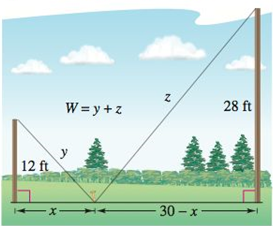 W = y + z
z
28 ft
12 ft
y
x
30 – x